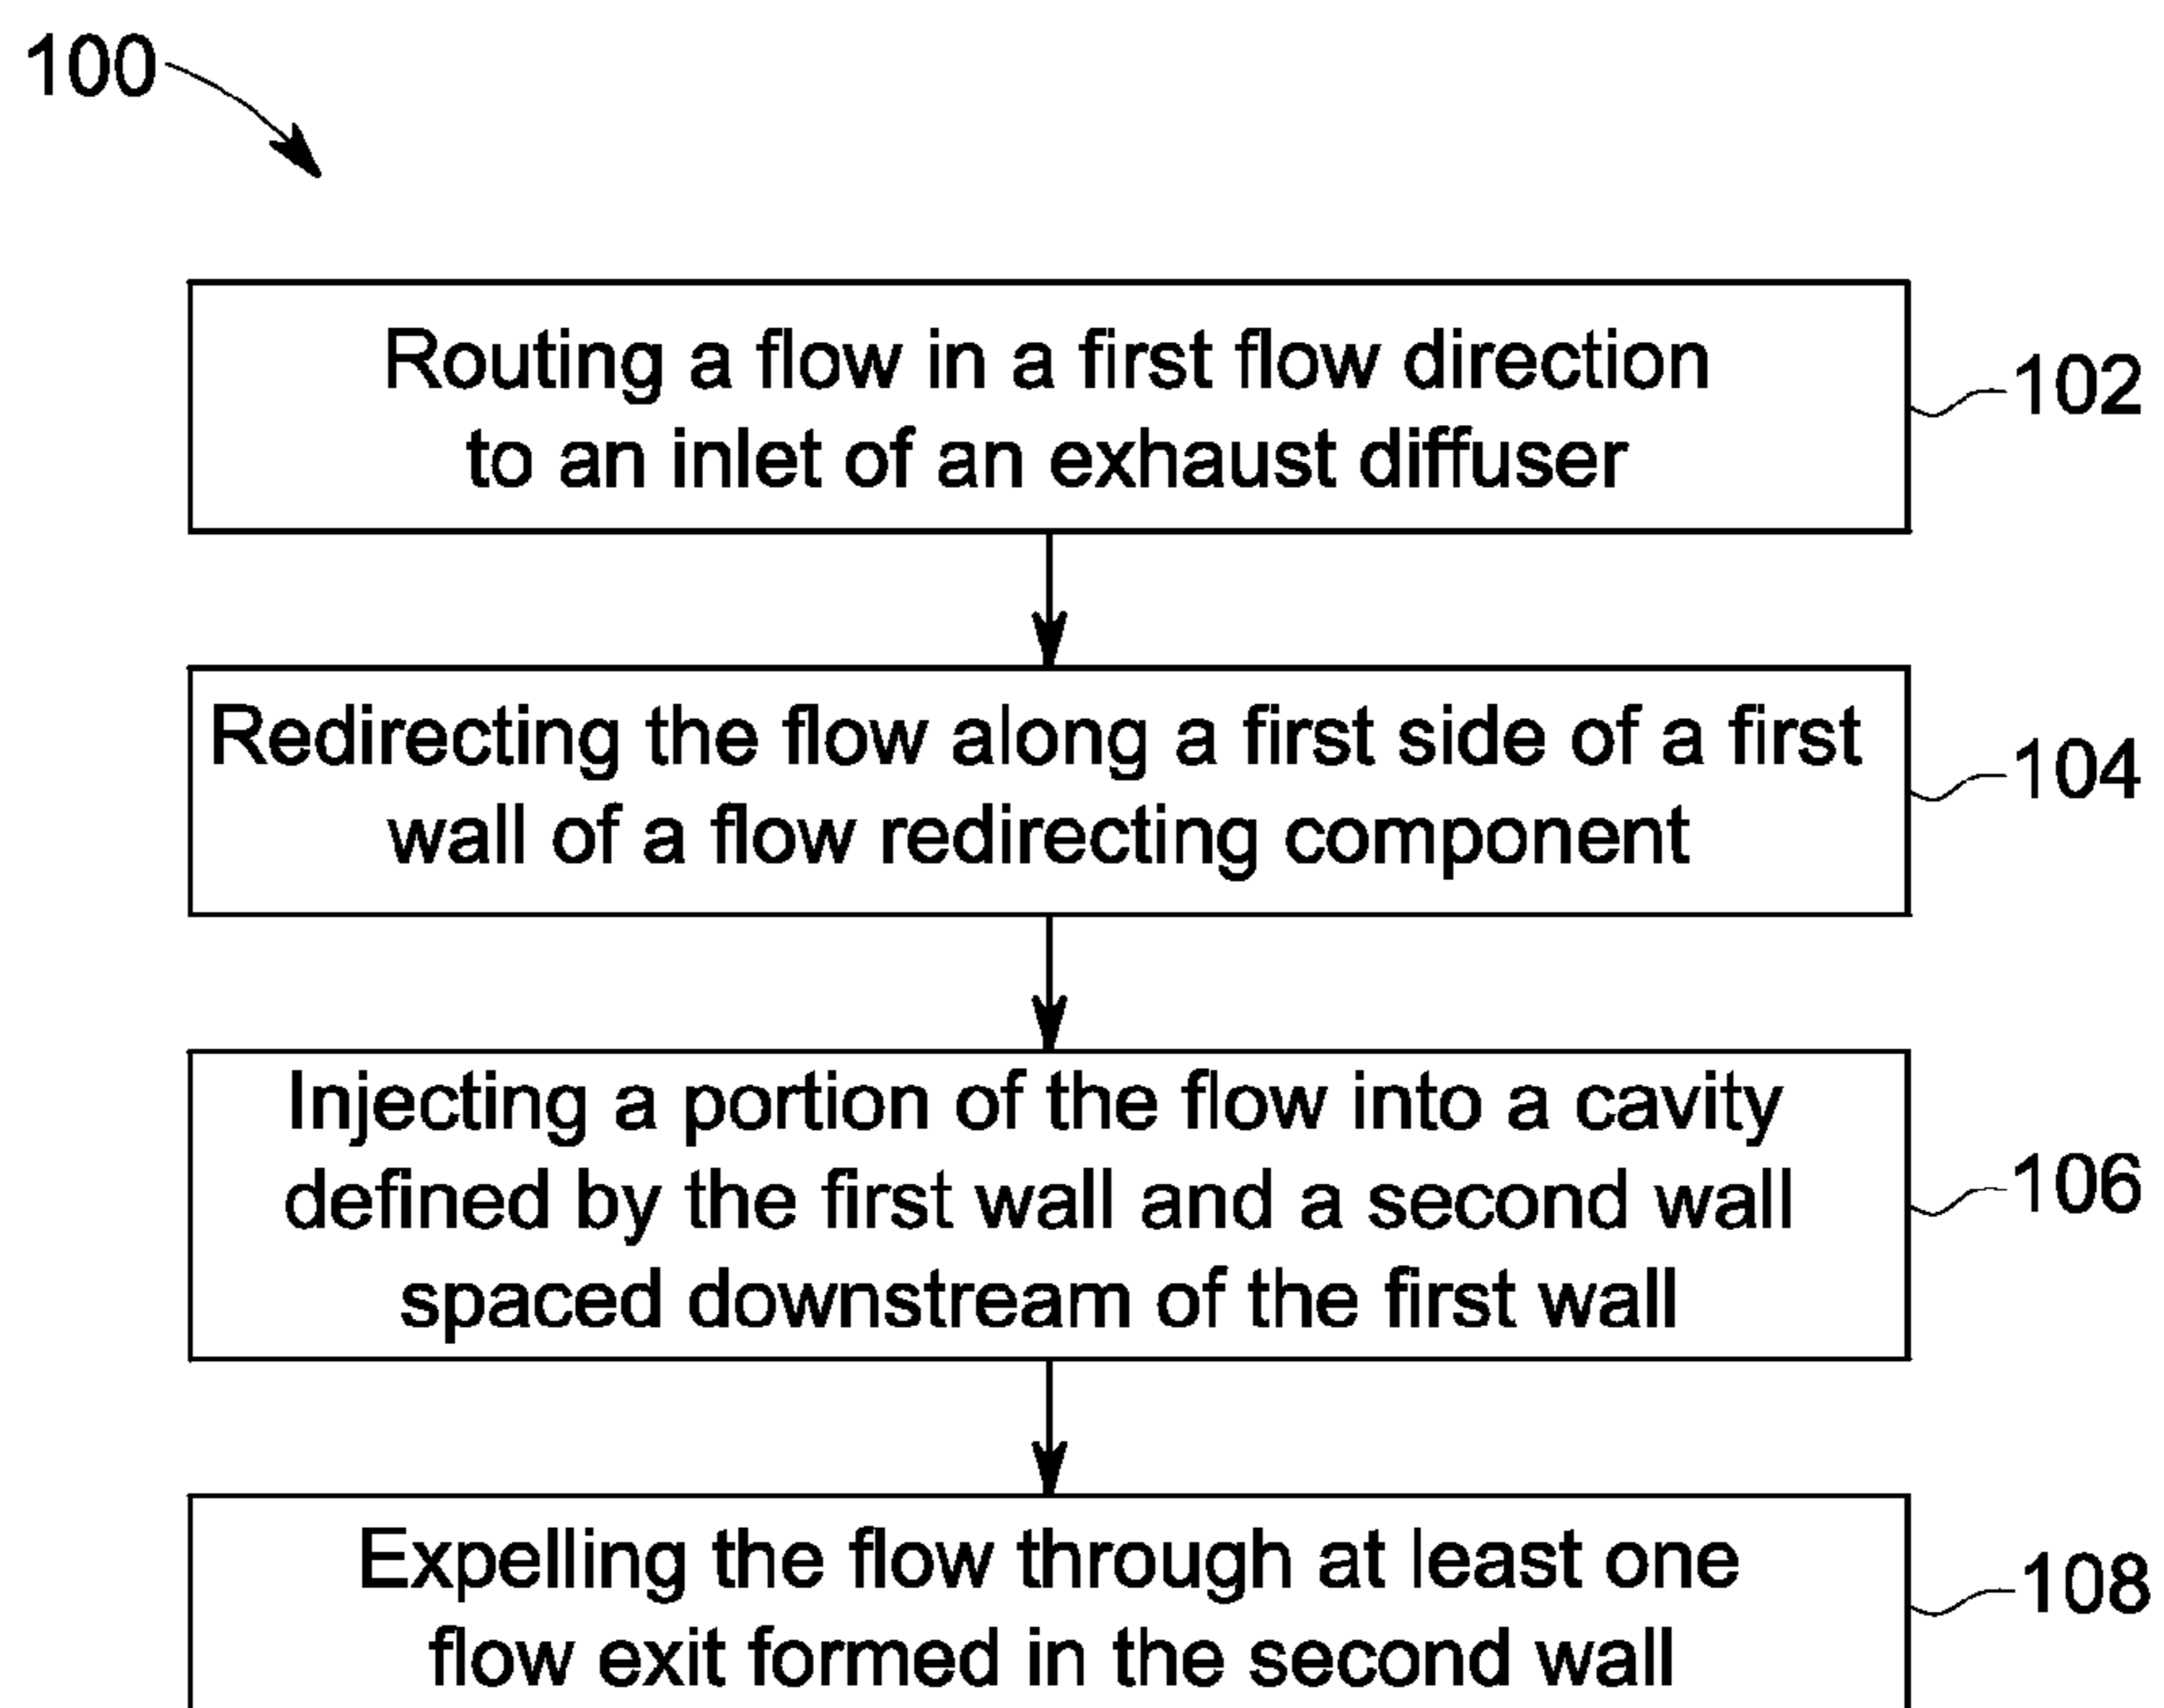 100
Routing a flow in a first flow direction
to an inlet of an exhaust diffuser
102
Redirecting the flow along a first side of a first
wall of a flow redirecting component
104
Injecting a portion of the flow into a cavity
defined by the first wall and a second wall
spaced downstream of the first wall
106
Expelling the flow through at least one
flow exit formed in the second wall
108